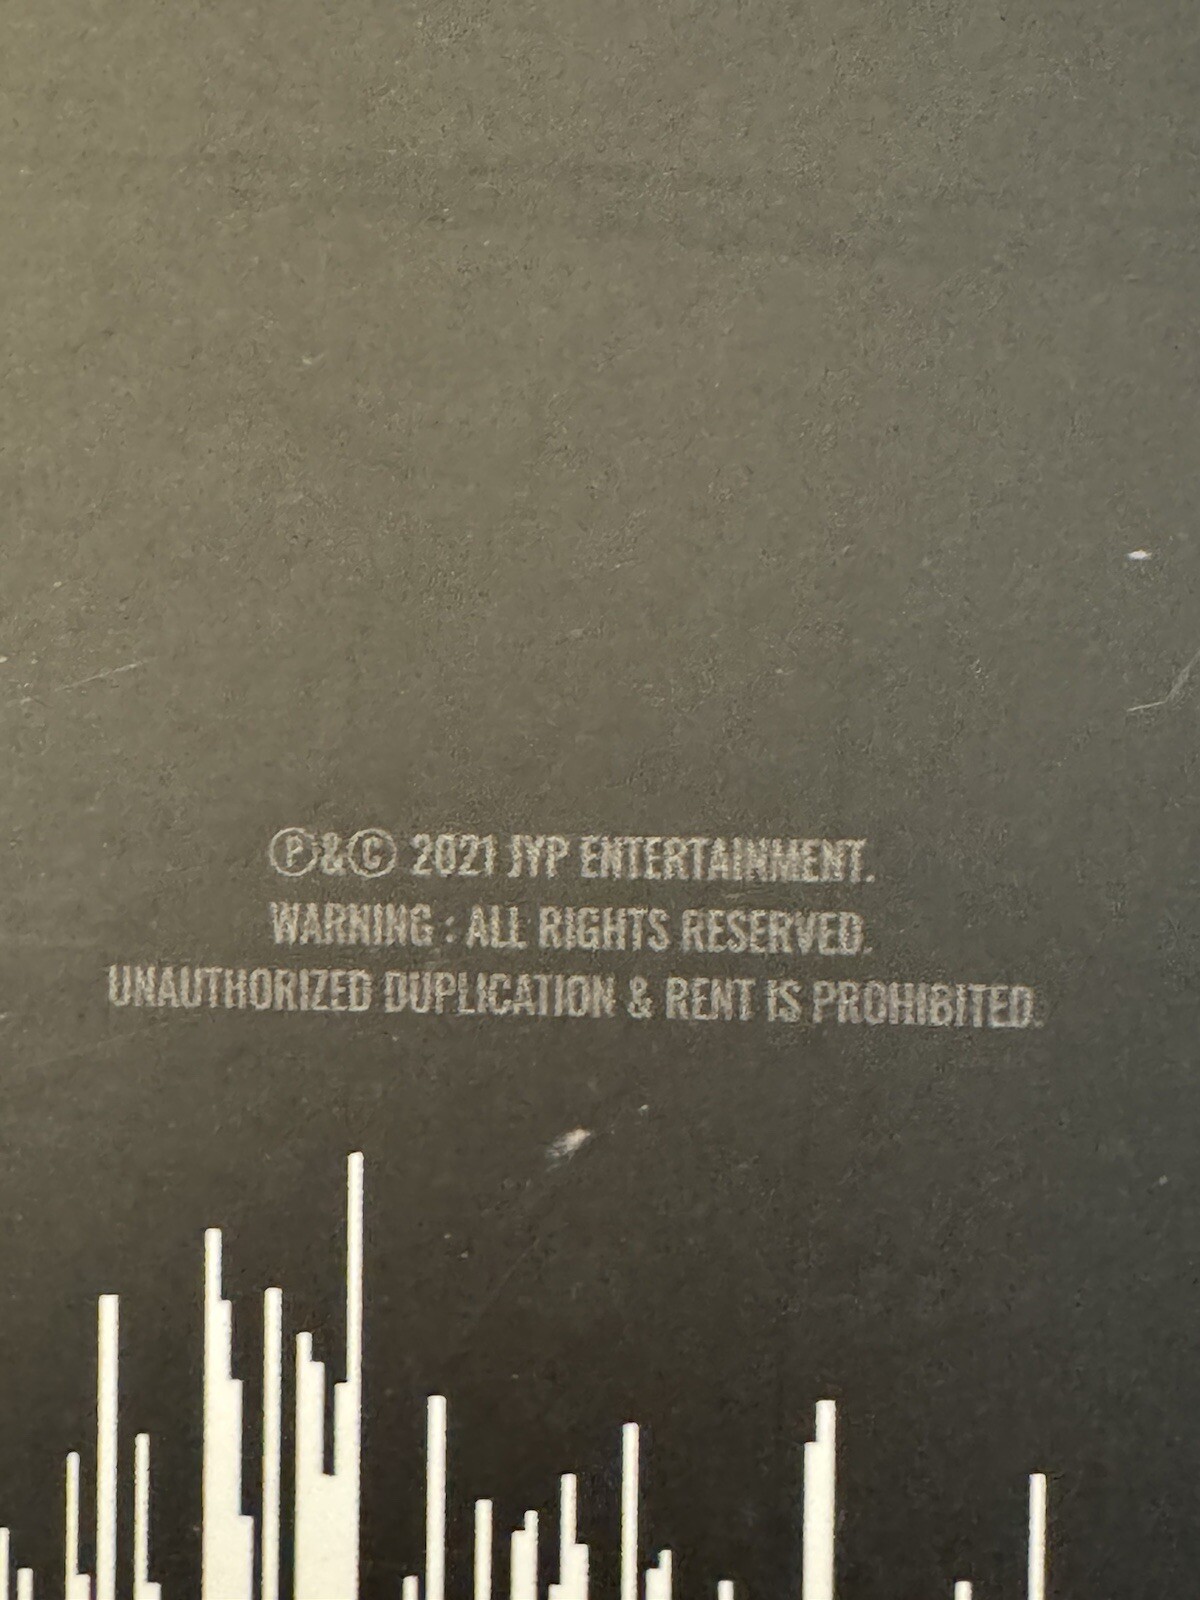 Ⓟ&Ⓒ 2021 JYP ENTERTAINMENT.
WARNING : ALL RIGHTS RESERVED.
UNAUTHORIZED DUPLICATION & RENT IS PROHIBITED.